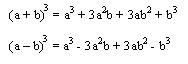 (a + b)³ = a³ + 3a²b + 3ab² + b³
(a – b)³ = a³ - 3a²b + 3ab² - b³